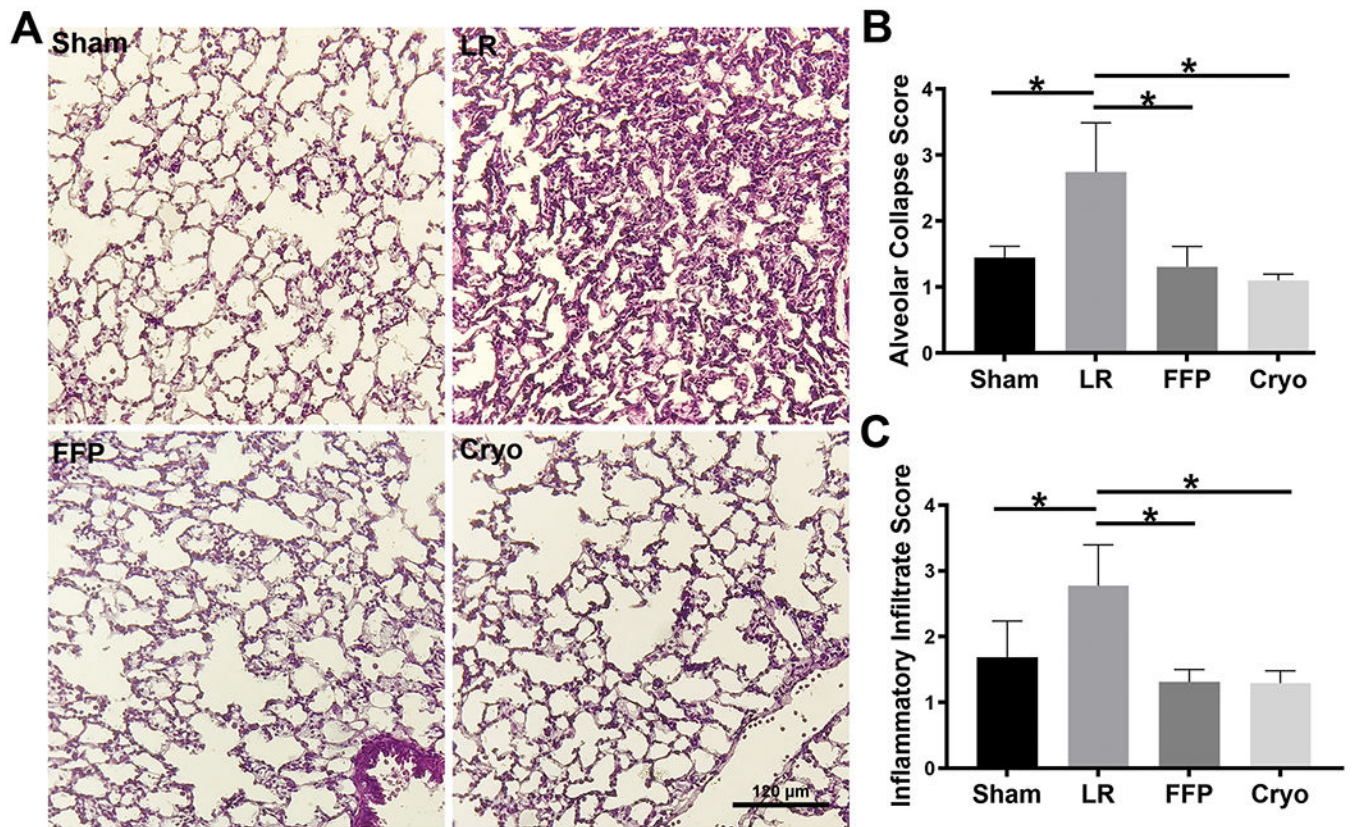 A
Sham
LR
FFP
Cryo
120 µm
B
Alveolar Collapse Score
4
3
2
1
0
*
*
*
Sham
LR
FFP
Cryo
C
Inflammatory Infiltrate Score
4
3
2
1
0
*
*
*
Sham
LR
FFP
Cryo